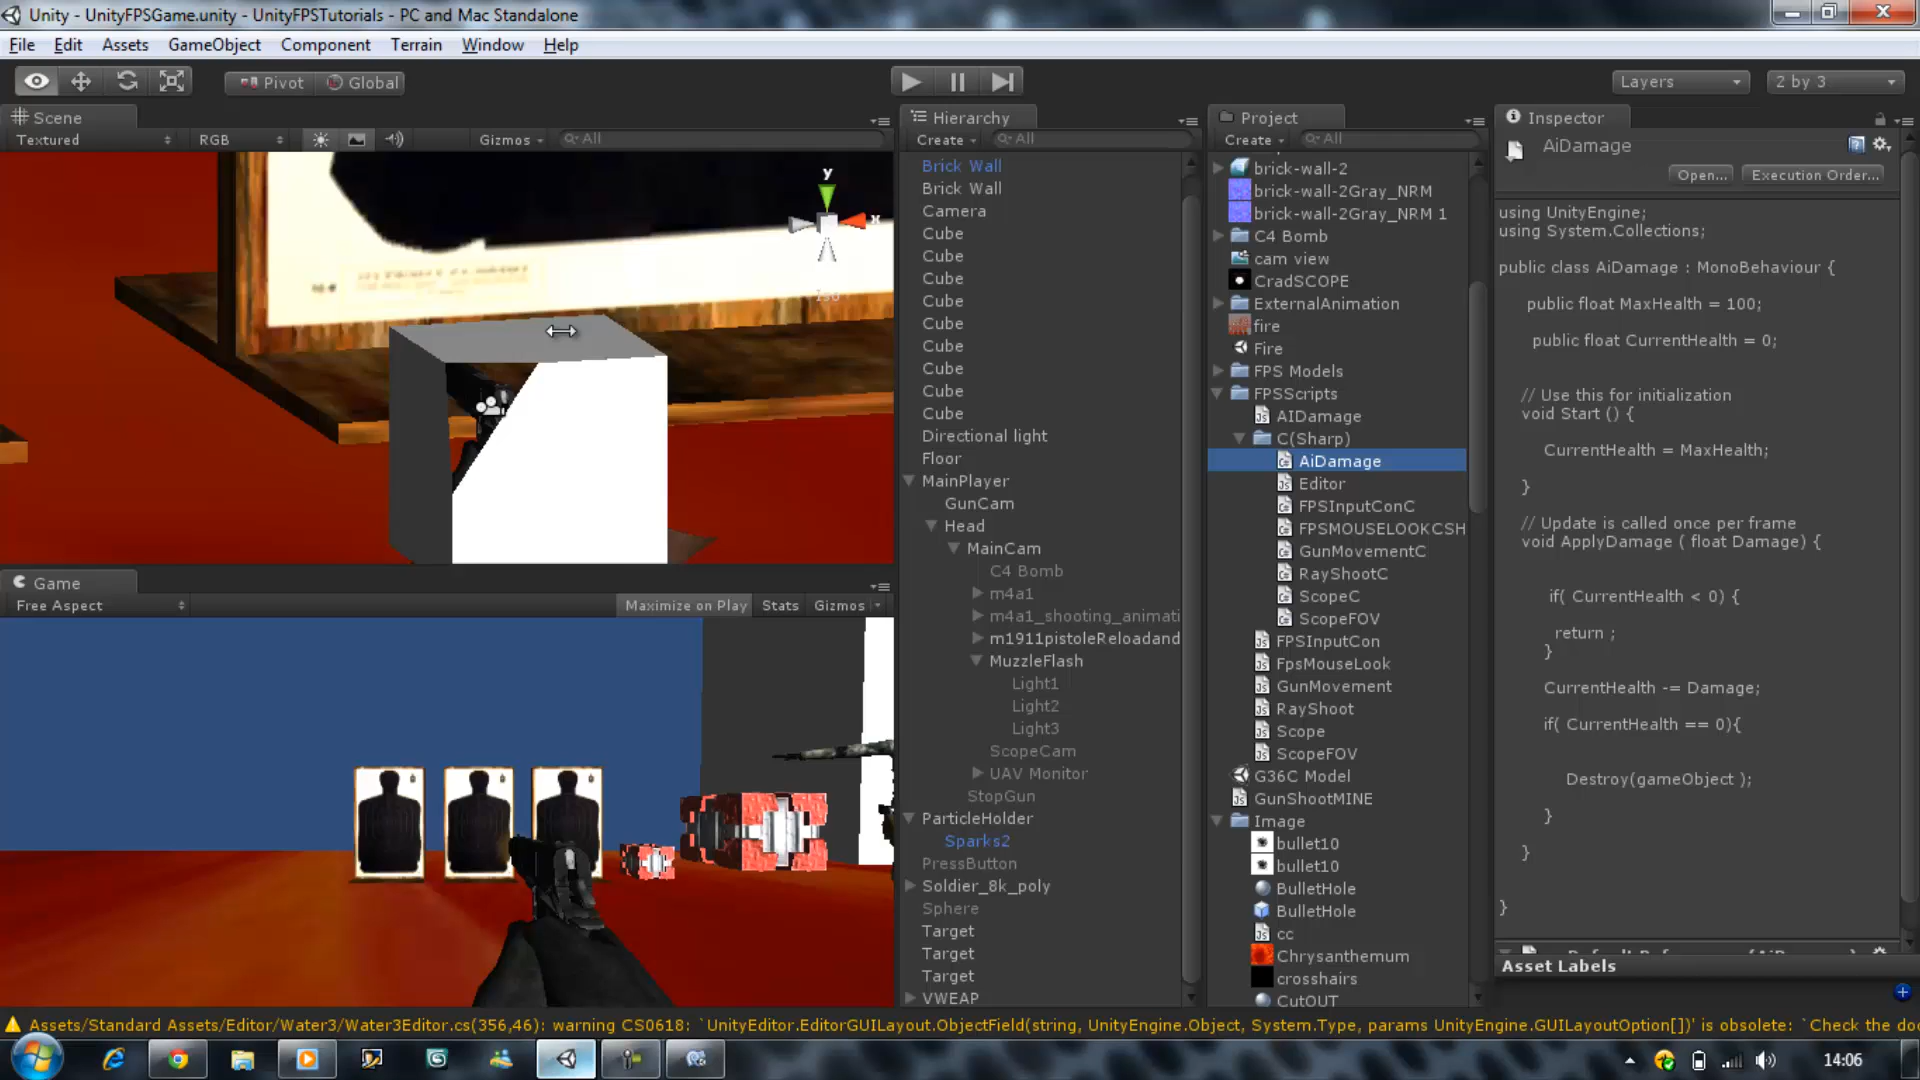 Unity - UnityFPSGame.unity - UnityFPSTutorials - PC and Mac Standalone
File Edit Assets GameObject Component Terrain Window Help
Pivot Global
Layers 2 by 3
Scene
Textured RGB Gizmos All
y
x
Iso
Game
Free Aspect Maximize on Play Stats Gizmos
Hierarchy
Create All
Brick Wall
Brick Wall
Camera
Cube
Cube
Cube
Cube
Cube
Cube
Cube
Cube
Cube
Directional light
Floor
MainPlayer
GunCam
Head
MainCam
C4 Bomb
m4a1
m4a1_shooting_animati
m1911pistoleReloadand
MuzzleFlash
Light1
Light2
Light3
ScopeCam
UAV Monitor
StopGun
ParticleHolder
Sparks2
PressButton
Soldier_8k_poly
Sphere
Target
Target
Target
VWEAP
Project
Create All
brick-wall-2
brick-wall-2Gray_NRM
brick-wall-2Gray_NRM 1
C4 Bomb
cam view
CradSCOPE
ExternalAnimation
fire
Fire
FPS Models
FPSScripts
AIDamage
C(Sharp)
AiDamage
Editor
FPSInputConC
FPSMOUSELOOKCSH
GunMovementC
RayShootC
ScopeC
ScopeFOV
FPSInputCon
FpsMouseLook
GunMovement
RayShoot
Scope
ScopeFOV
G36C Model
GunShootMINE
Image
bullet10
bullet10
BulletHole
BulletHole
cc
Chrysanthemum
crosshairs
CutOUT
Inspector
AiDamage
Open... Execution Order...
using UnityEngine;
using System.Collections;
public class AiDamage : MonoBehaviour {
public float MaxHealth = 100;
public float CurrentHealth = 0;
// Use this for initialization
void Start () {
CurrentHealth = MaxHealth;
}
// Update is called once per frame
void ApplyDamage ( float Damage) {
if( CurrentHealth < 0) {
return ;
}
CurrentHealth -= Damage;
if( CurrentHealth == 0){
Destroy(gameObject );
}
}
}
Asset Labels
Assets/Standard Assets/Editor/Water3/Water3Editor.cs(356,46): warning CS0618: `UnityEditor.EditorGUILayout.ObjectField(string, UnityEngine.Object, System.Type, params UnityEngine.GUILayoutOption[])' is obsolete: `Check the doc
14:06